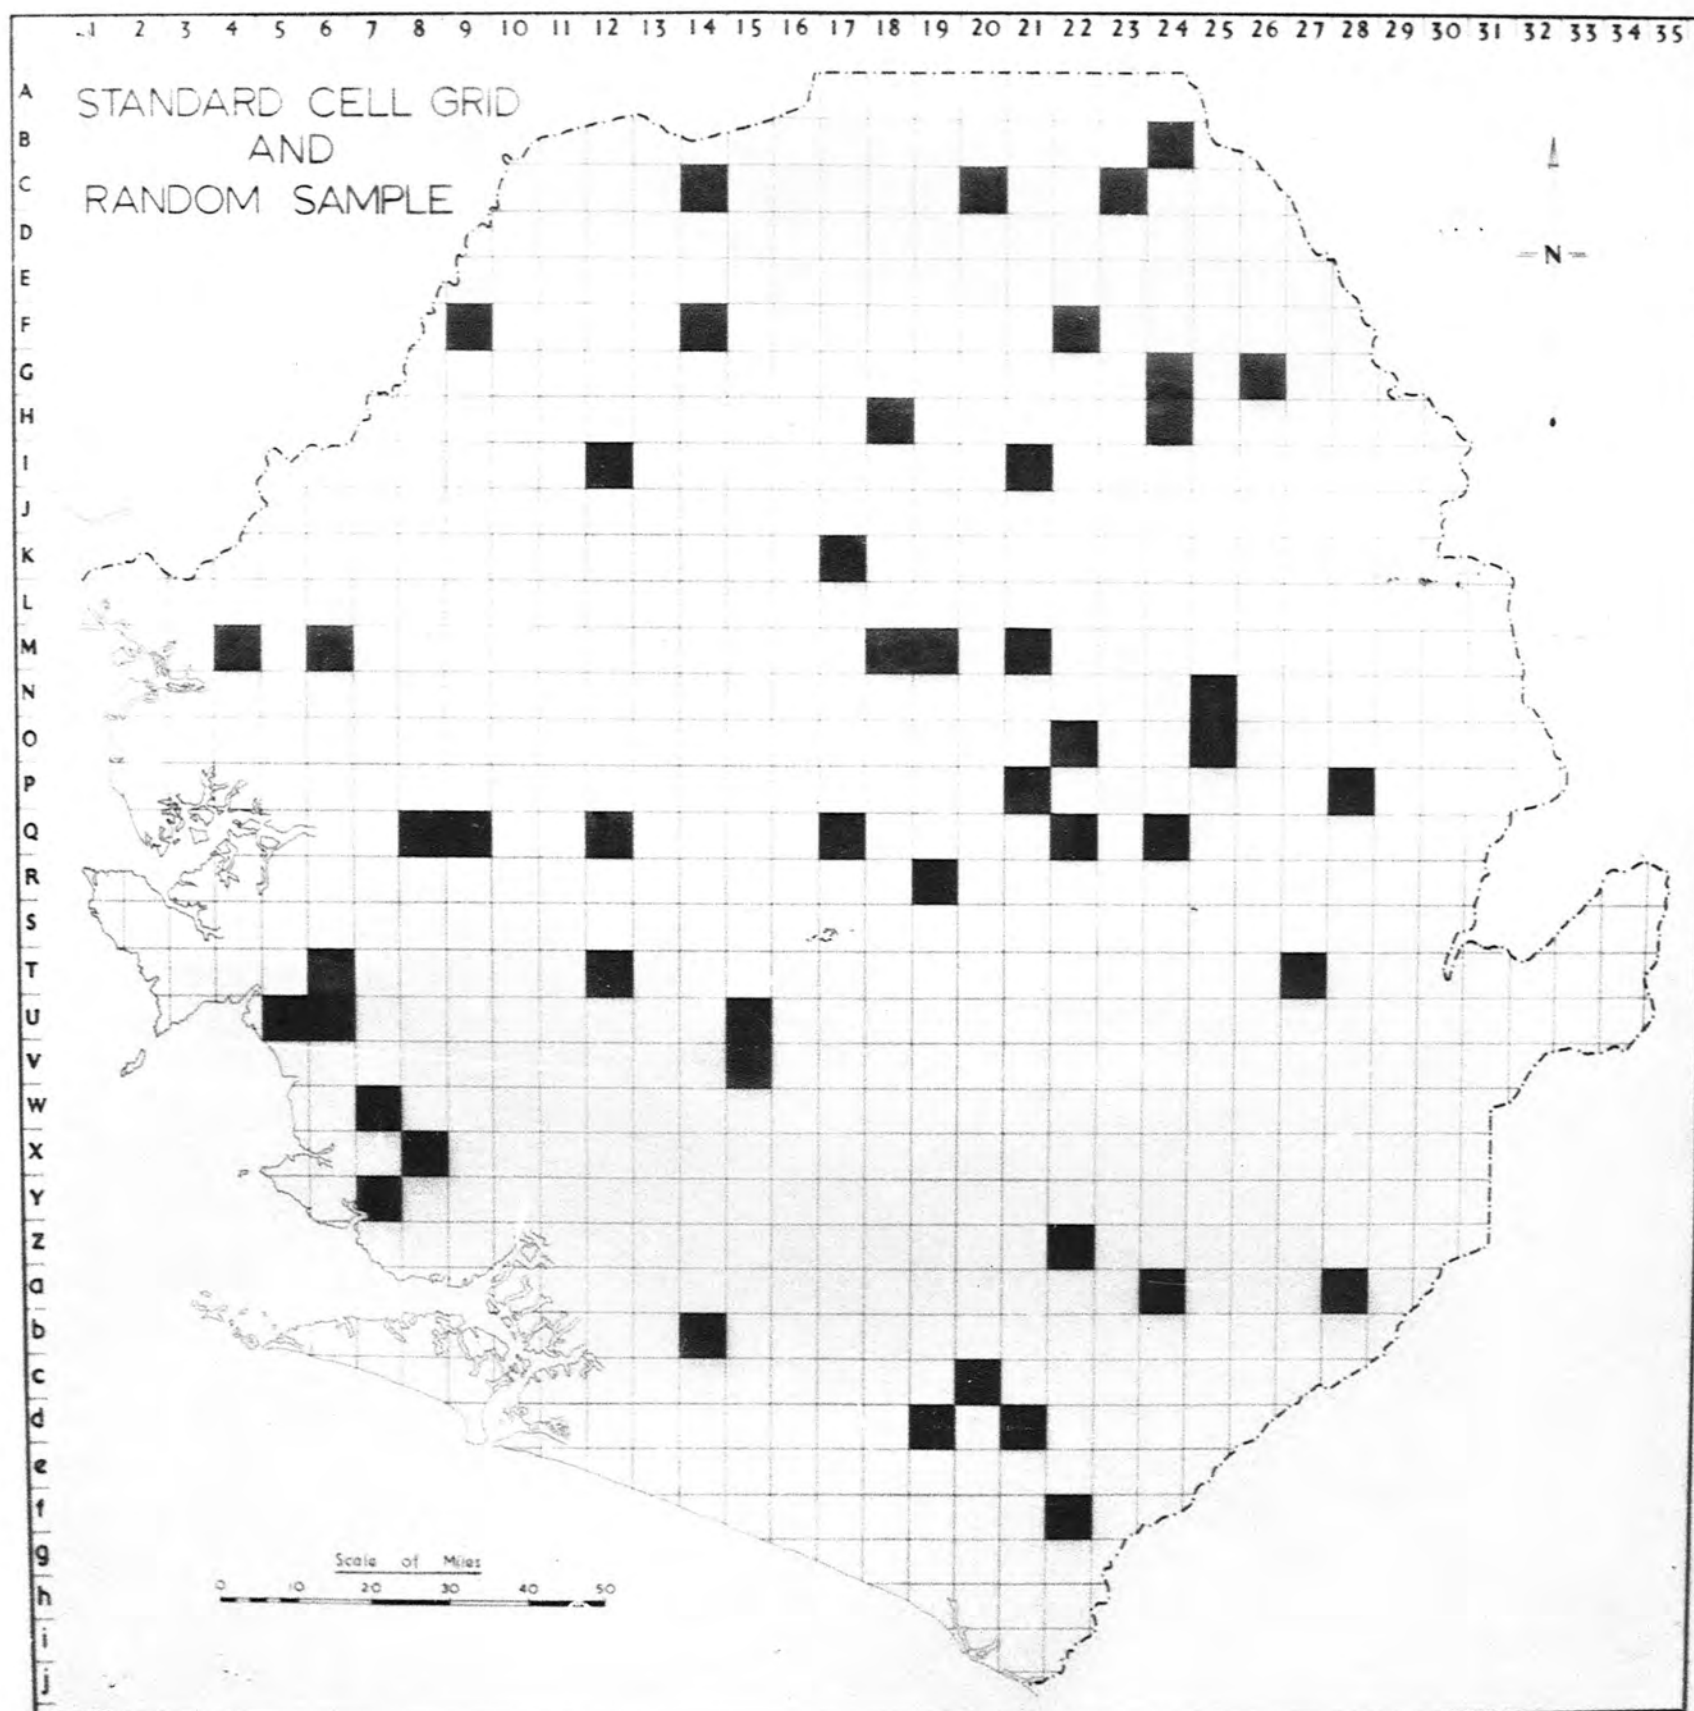 1 2 3 4 5 6 7 8 9 10 11 12 13 14 15 16 17 18 19 20 21 22 23 24 25 26 27 28 29 30 31 32 33 34 35
A
STANDARD CELL GRID
B
AND
C
RANDOM SAMPLE
D
N
E
F
G
H
I
J
K
L
M
N
O
P
Q
R
S
T
U
V
W
X
Y
Z
a
b
c
d
e
f
g
Scale of Miles
h
0 10 20 30 40 50
i
j